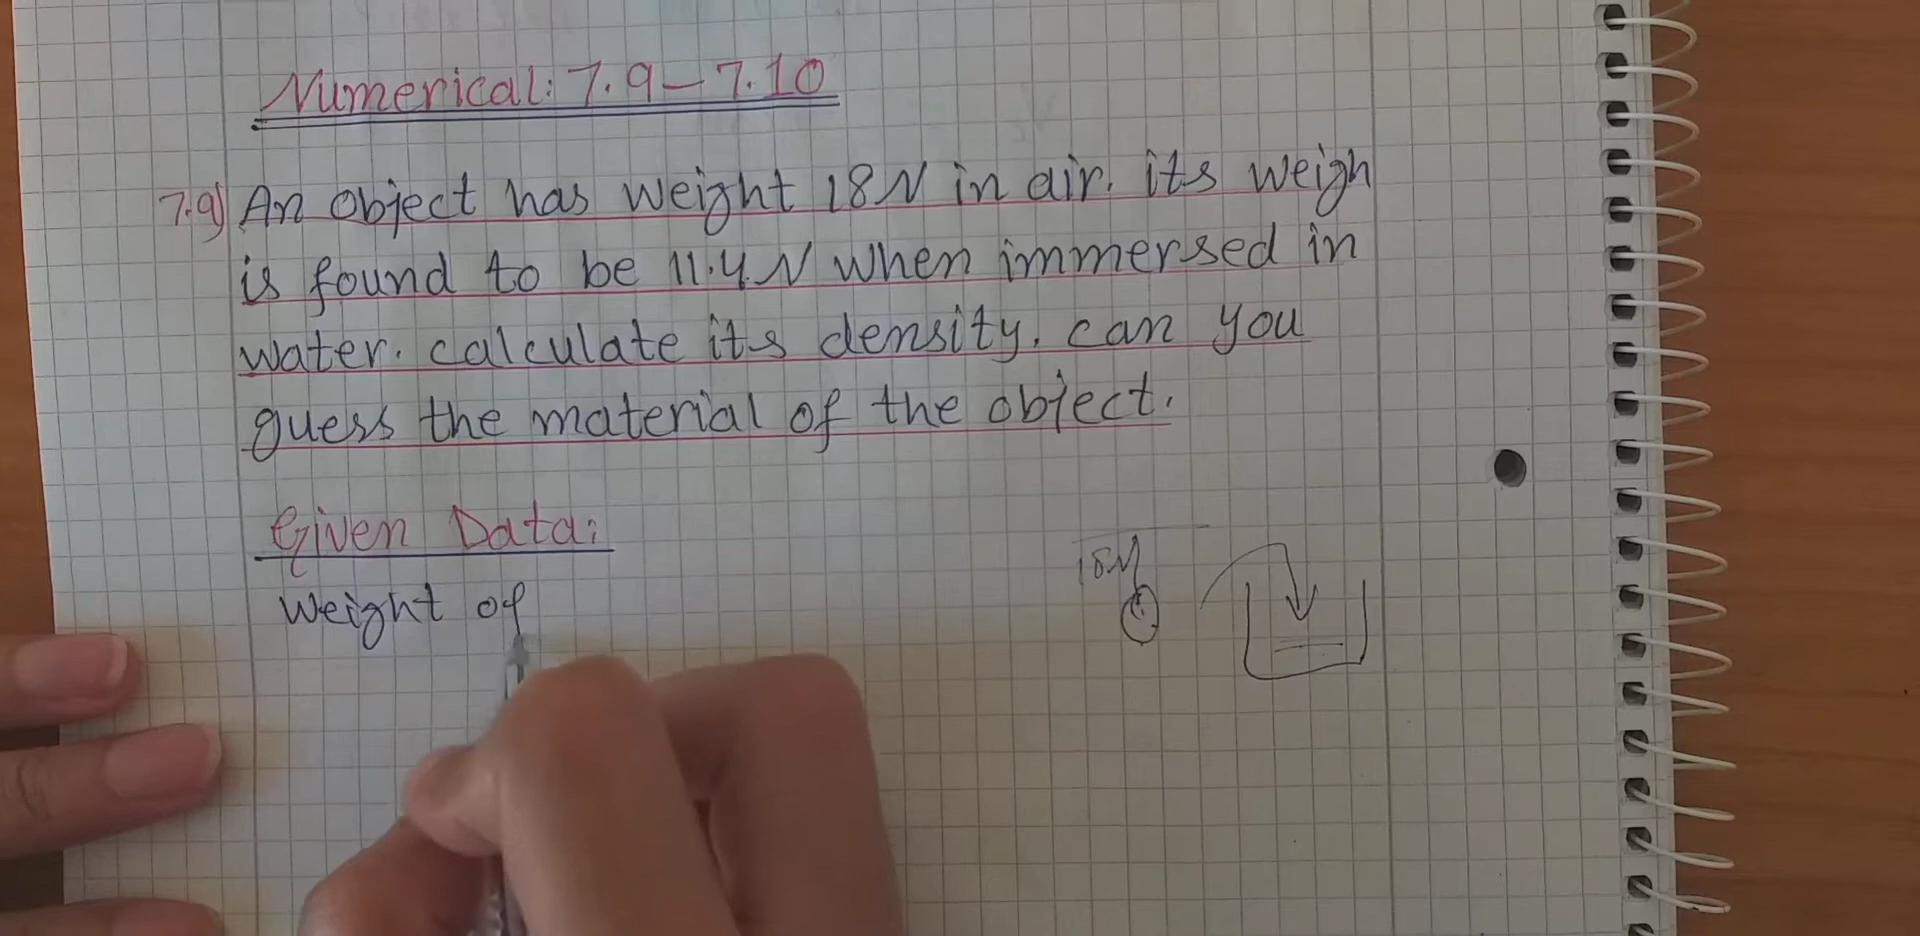 Numerical: 7.9-7.10
7.9) An object has weight 18N in air. its weigh
is found to be 11.4N when immersed in
water. calculate its density. can you
guess the material of the object.
Given Data:
18N
weight of